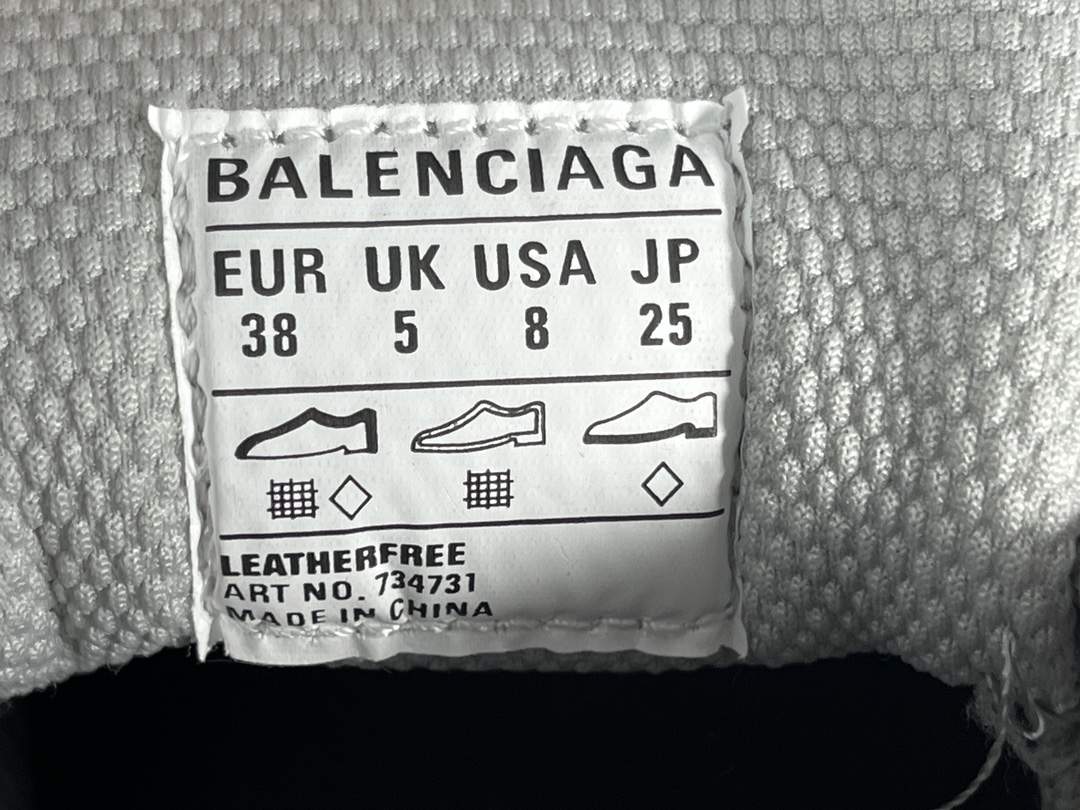 BALENCIAGA
EUR UK USA JP
38 5 8 25
LEATHERFREE
ART NO. 734731
MADE IN CHINA